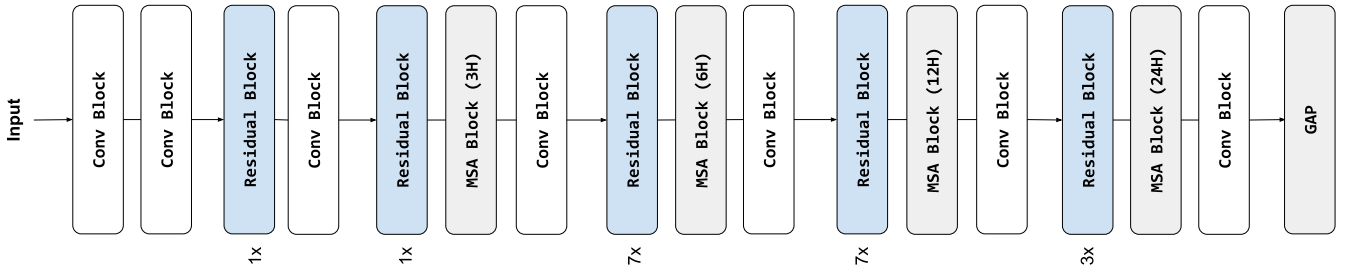 Input
Conv Block
Conv Block
Residual Block
1x
Conv Block
Residual Block
1x
MSA Block (3H)
Conv Block
Residual Block
7x
MSA Block (6H)
Conv Block
Residual Block
7x
MSA Block (12H)
Conv Block
Residual Block
3x
MSA Block (24H)
Conv Block
GAP